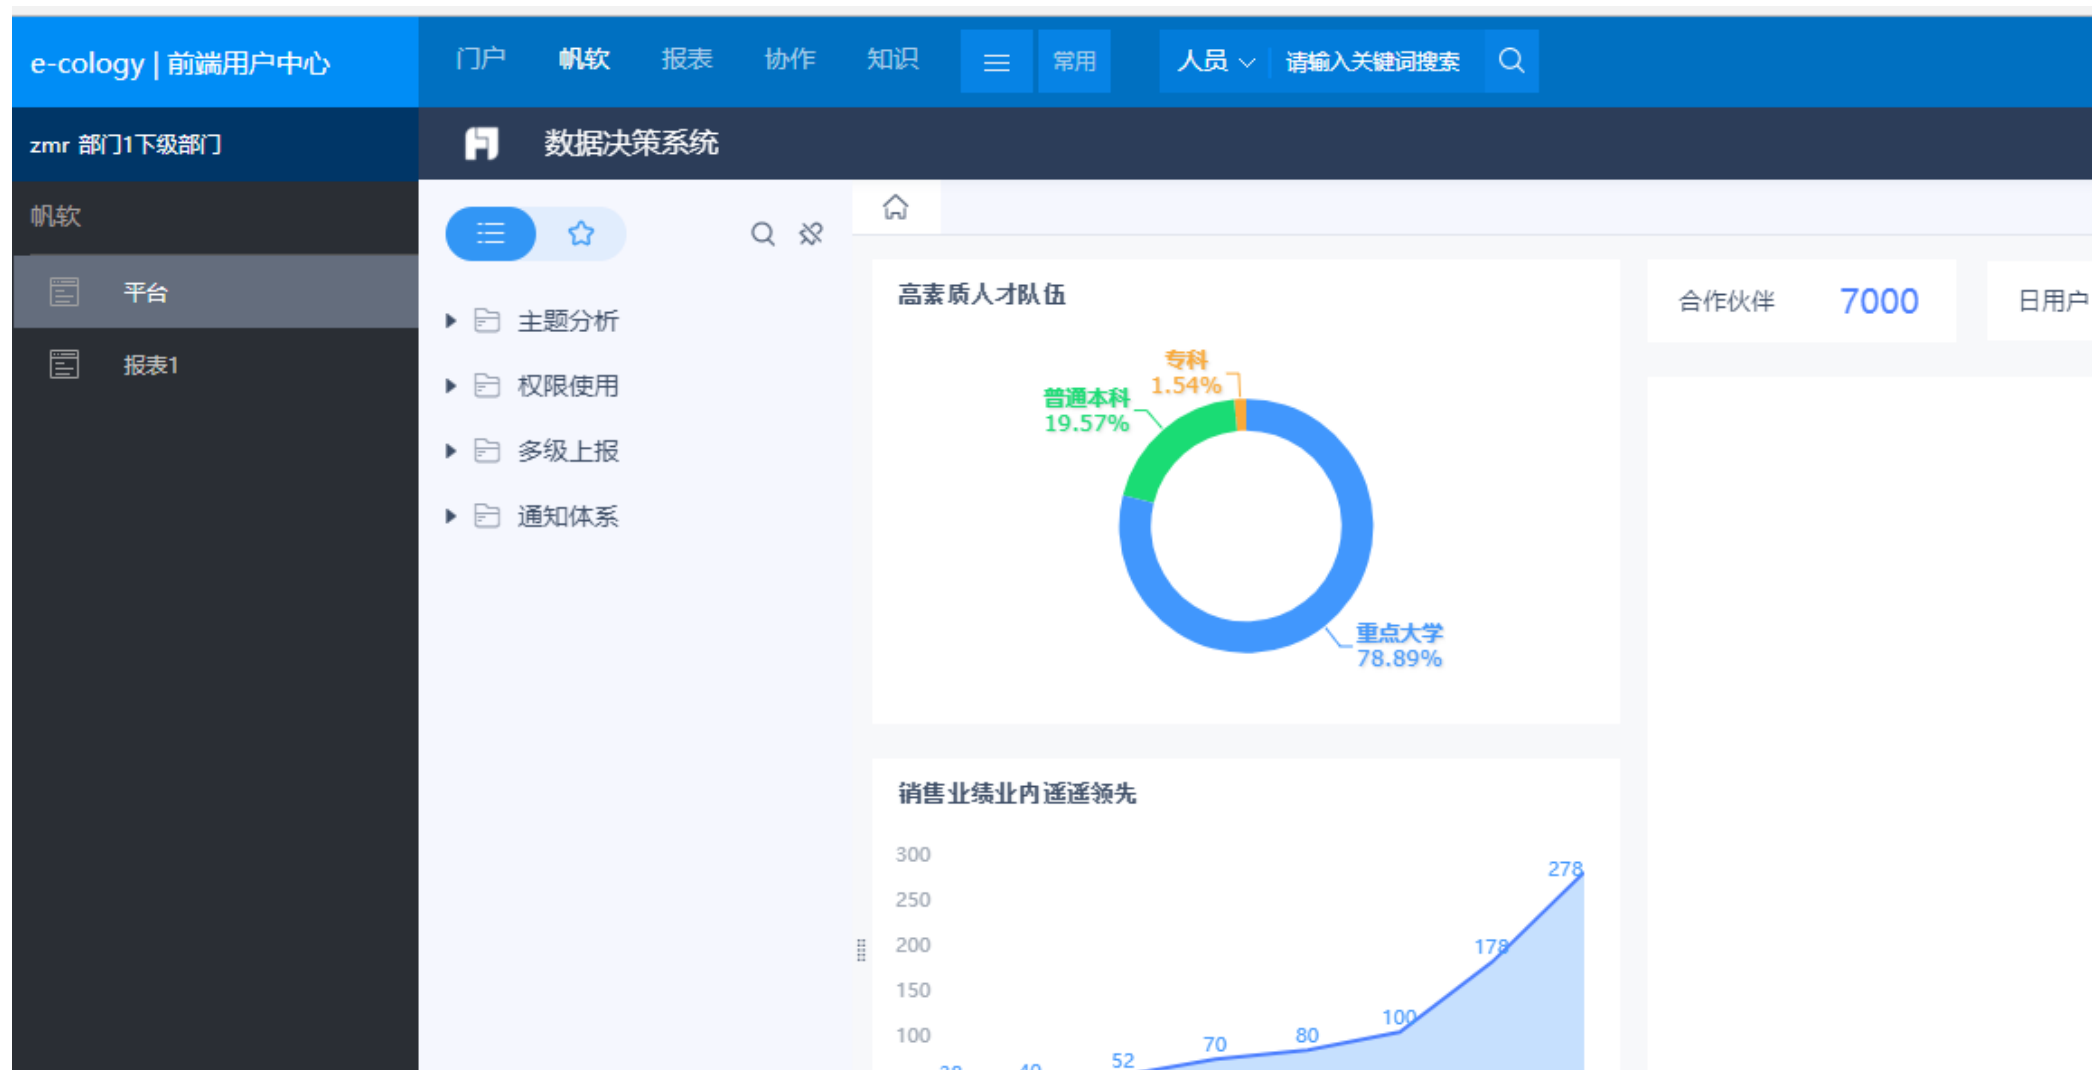 e-cology | 前端用户中心
门户 帆软 报表 协作 知识 常用 人员 请输入关键词搜索
zmr 部门1下级部门
数据决策系统
帆软
平台
报表1
主题分析
权限使用
多级上报
通知体系
高素质人才队伍
专科
1.54%
普通本科
19.57%
重点大学
78.89%
合作伙伴 7000
日用户
销售业绩业内遥遥领先
300
250
200
150
100
278
178
100
80
70
52
40